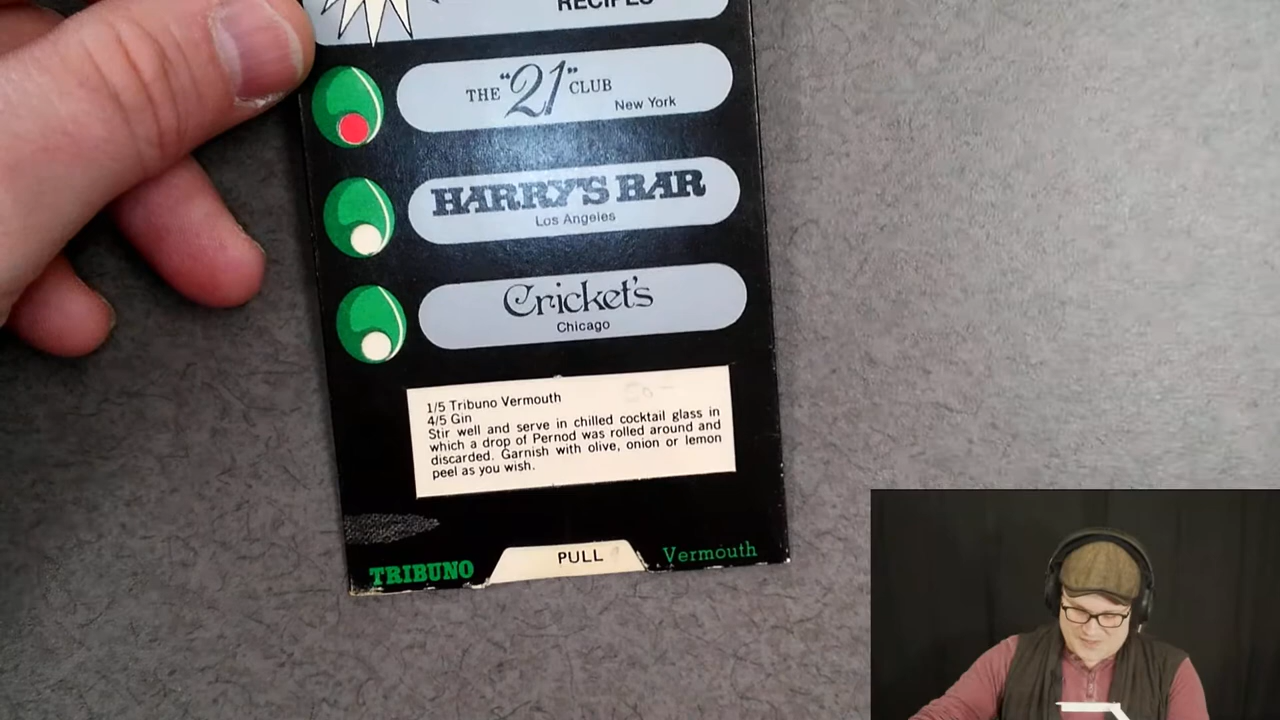 RECIPES
THE "21" CLUB
New York
HARRY'S BAR
Los Angeles
Cricket's
Chicago
1/5 Tribuno Vermouth
4/5 Gin
Stir well and serve in chilled cocktail glass in
which a drop of Pernod was rolled around and
discarded. Garnish with olive, onion or lemon
peel as you wish.
TRIBUNO
PULL
Vermouth